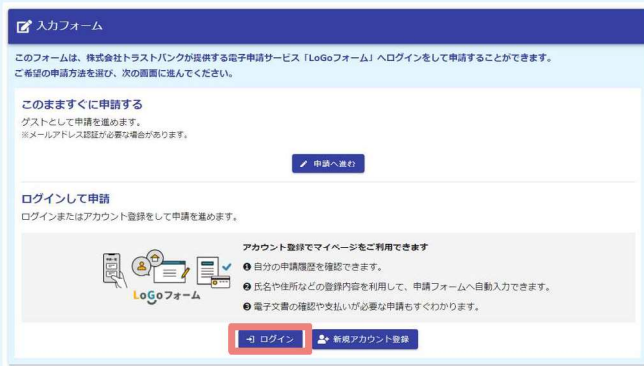 入力フォーム
このフォームは、株式会社トラストバンクが提供する電子申請サービス「LoGoフォーム」へログインをして申請することができます。
ご希望の申請方法を選び、次の画面に進んでください。
このまますぐに申請する
ゲストとして申請を進めます。
※メールアドレス認証が必要な場合があります。
申請へ進む
ログインして申請
ログインまたはアカウント登録をして申請を進めます。
アカウント登録でマイページをご利用できます
❶ 自分の申請履歴を確認できます。
❷ 氏名や住所などの登録内容を利用して、申請フォームへ自動入力できます。
❸ 電子文書の確認や支払いが必要な申請もすぐわかります。
LoGoフォーム
ログイン
新規アカウント登録